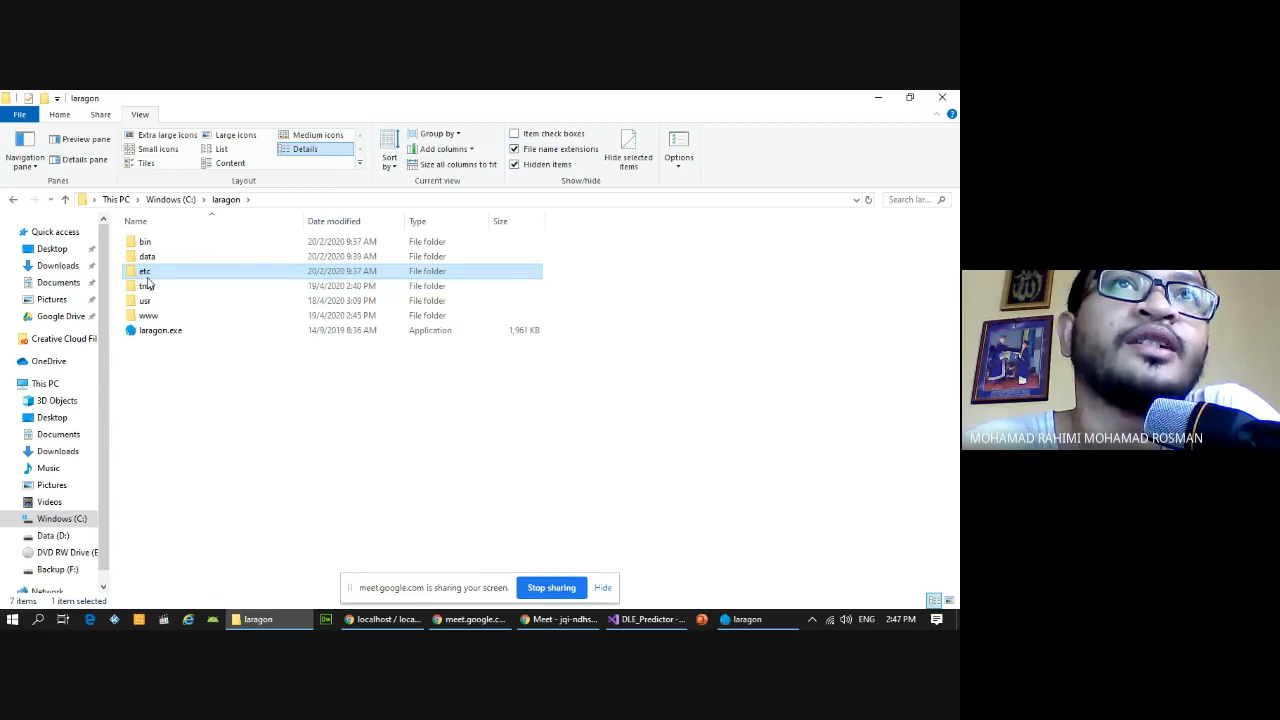 laragon
File
Home
Share
View
Navigation pane
Preview pane
Details pane
Panes
Extra large icons
Large icons
Medium icons
Small icons
List
Details
Tiles
Content
Layout
Sort by
Group by
Add columns
Size all columns to fit
Current view
Item check boxes
File name extensions
Hidden items
Hide selected items
Show/hide
Options
This PC > Windows (C:) > laragon >
Search lar...
Name Date modified Type Size
bin 20/2/2020 9:37 AM File folder
data 20/2/2020 9:39 AM File folder
etc 20/2/2020 9:37 AM File folder
19/4/2020 2:40 PM File folder
usr 18/4/2020 3:09 PM File folder
www 19/4/2020 2:45 PM File folder
laragon.exe 14/9/2019 8:36 AM Application 1,961 KB
Quick access
Desktop
Downloads
Documents
Pictures
Google Drive
Creative Cloud Fil
OneDrive
This PC
3D Objects
Desktop
Documents
Downloads
Music
Pictures
Videos
Windows (C:)
Data (D:)
DVD RW Drive (E
Backup (F:)
Network
7 items 1 item selected
meet.google.com is sharing your screen. Stop sharing Hide
laragon
Dw
localhost / loca...
meet.google.c...
Meet - jqi-ndhs...
DLE_Predictor -...
laragon
ENG
2:47 PM
MOHAMAD RAHIMI MOHAMAD ROSMAN